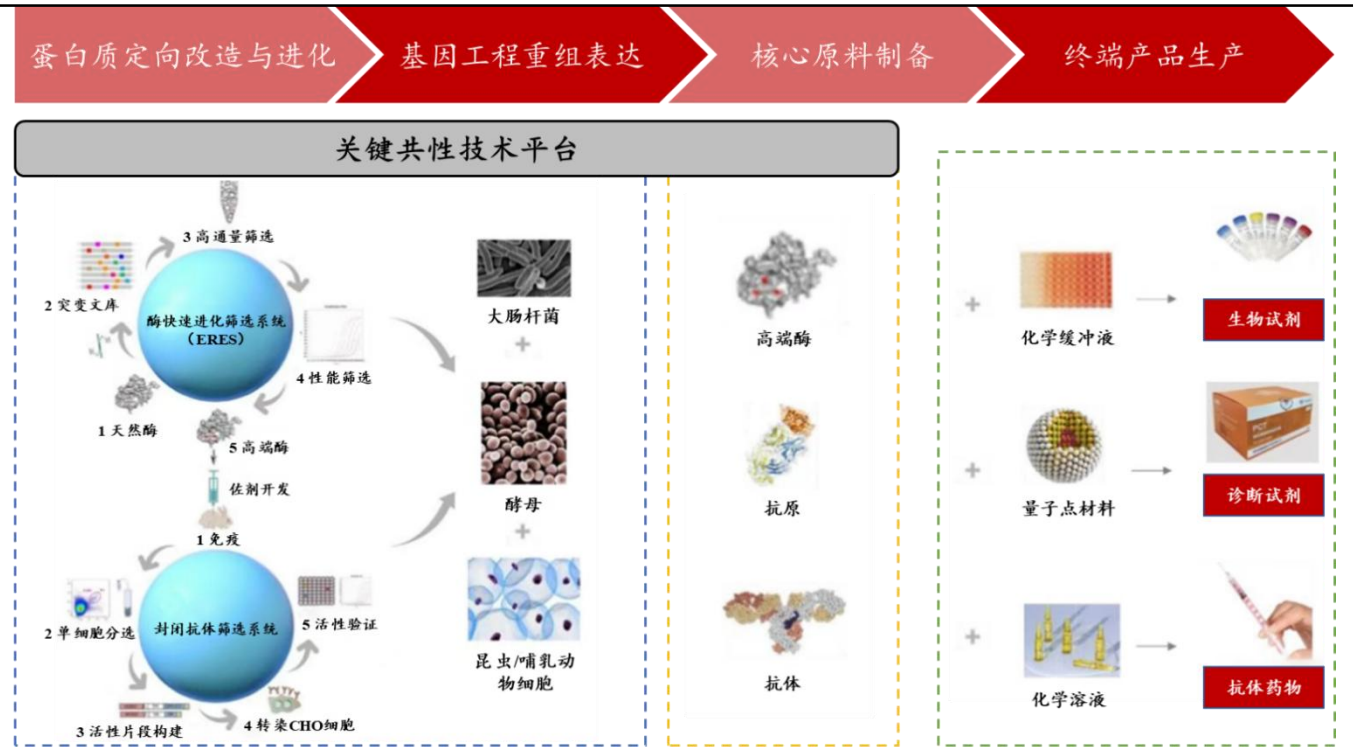 蛋白质定向改造与进化
基因工程重组表达
核心原料制备
终端产品生产
关键共性技术平台
3 高通量筛选
2 突变文库
酶快速进化筛选系统
（ERES）
4 性能筛选
1 天然酶
5 高端酶
佐剂开发
1 免疫
2 单细胞分选
封闭抗体筛选系统
5 活性验证
3 活性片段构建
4 转染CHO细胞
大肠杆菌
+
酵母
+
昆虫/哺乳动
物细胞
高端酶
抗原
抗体
+
化学缓冲液
生物试剂
+
量子点材料
PCT
诊断试剂
+
化学溶液
抗体药物